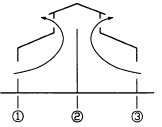 ① ② ③